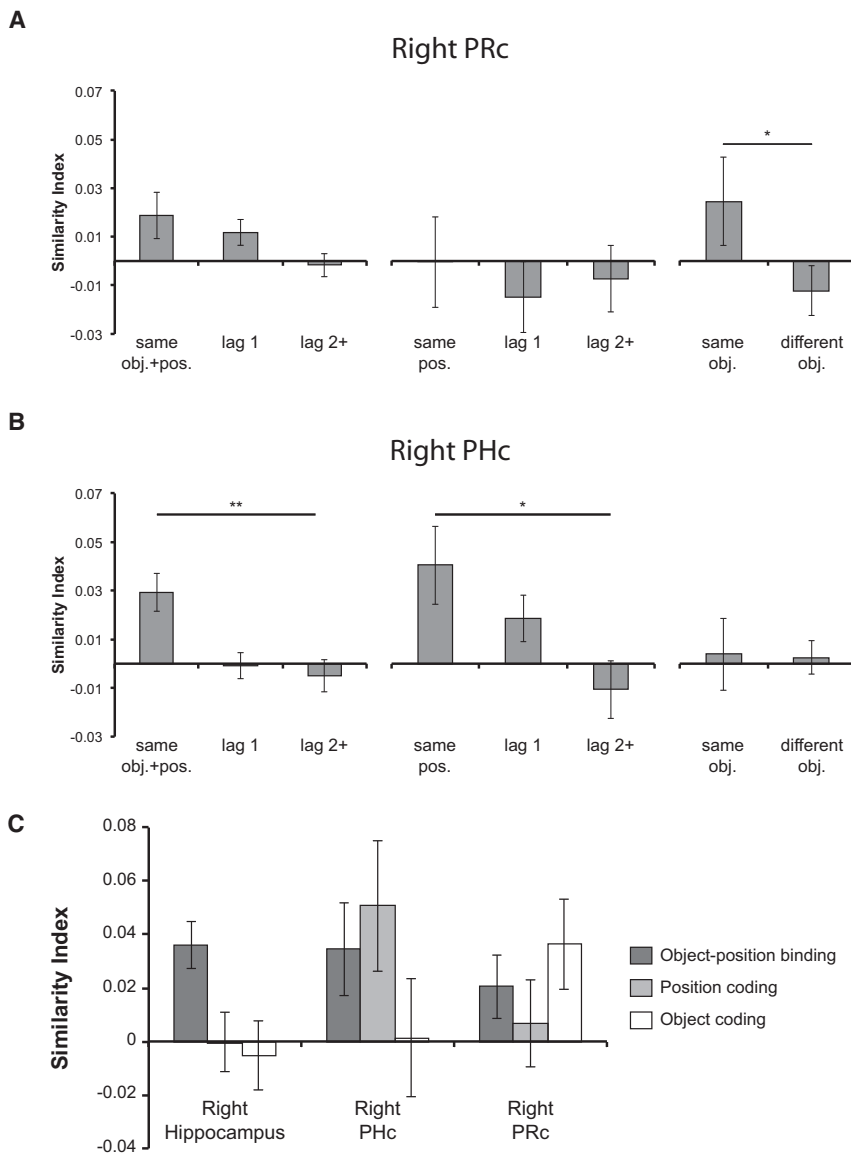 A
Right PRc
0.07
0.05
0.03
0.01
-0.01
-0.03
Similarity Index
*
same lag 1 lag 2+ same lag 1 lag 2+ same different
obj.+pos. pos. obj. obj.
B
Right PHc
0.07
0.05
0.03
0.01
-0.01
-0.03
Similarity Index
** *
same lag 1 lag 2+ same lag 1 lag 2+ same different
obj.+pos. pos. obj. obj.
C
0.08
0.06
0.04
0.02
0
-0.02
-0.04
Similarity Index
Object-position binding
Position coding
Object coding
Right Right Right
Hippocampus PHc PRc